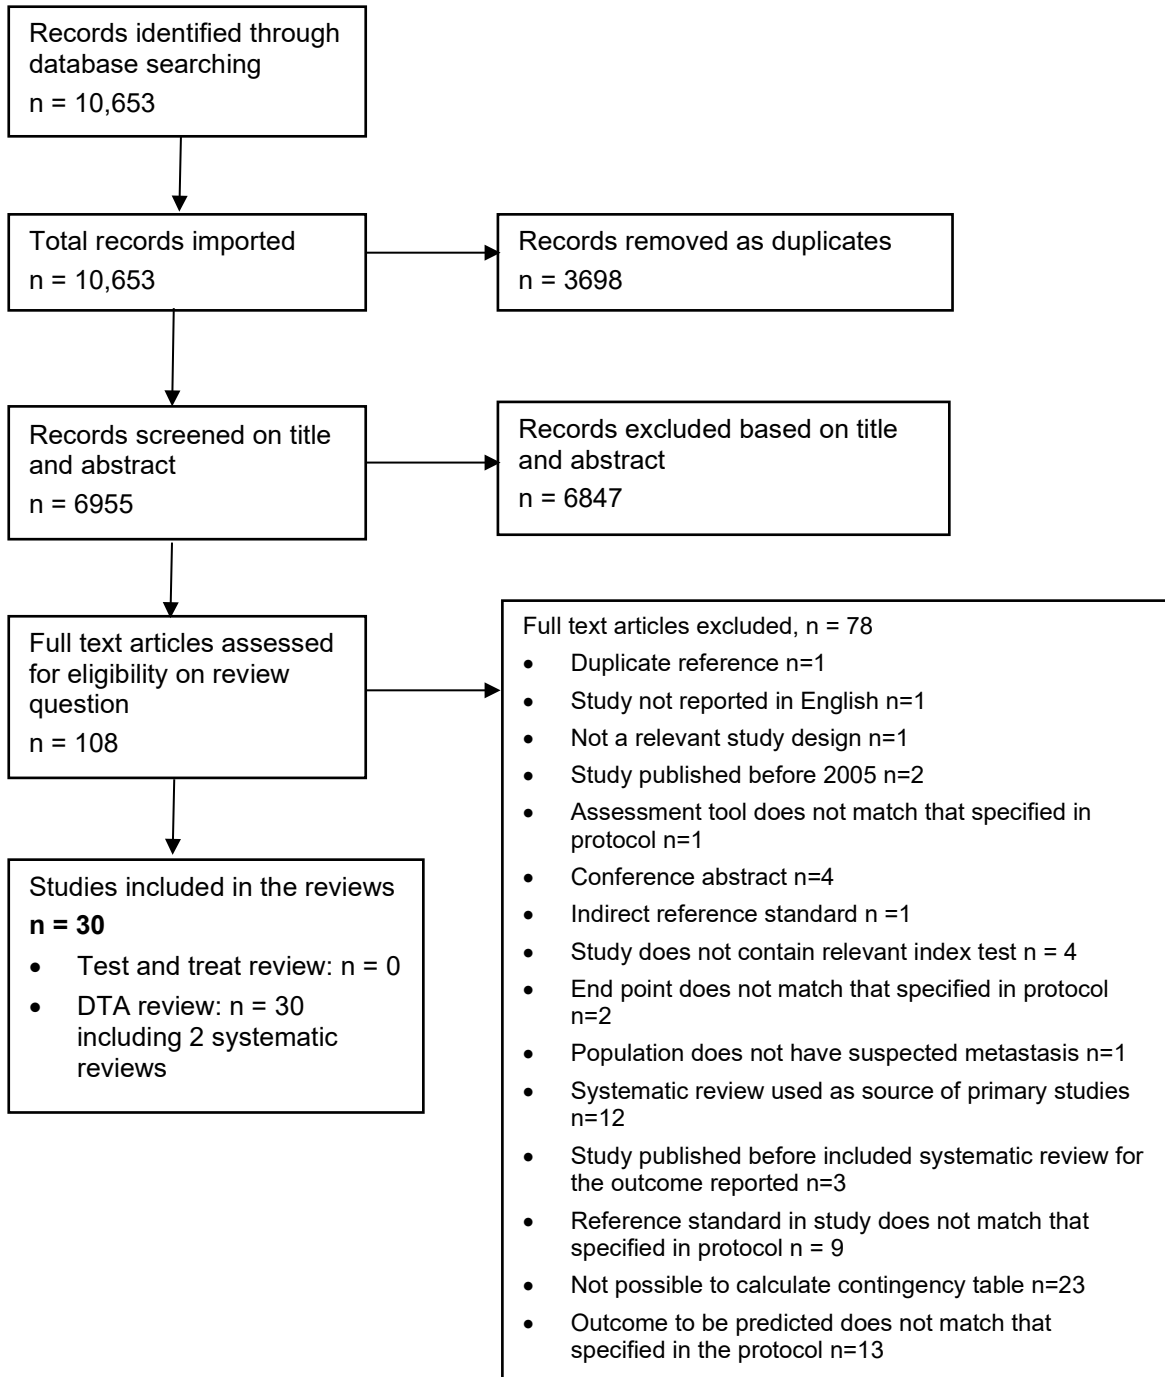 Records identified through
database searching
n = 10,653
Total records imported
n = 10,653
Records removed as duplicates
n = 3698
Records screened on title
and abstract
n = 6955
Records excluded based on title
and abstract
n = 6847
Full text articles assessed
for eligibility on review
question
n = 108
Full text articles excluded, n = 78
• Duplicate reference n=1
• Study not reported in English n=1
• Not a relevant study design n=1
• Study published before 2005 n=2
• Assessment tool does not match that specified in
protocol n=1
• Conference abstract n=4
• Indirect reference standard n =1
• Study does not contain relevant index test n = 4
• End point does not match that specified in protocol
n=2
• Population does not have suspected metastasis n=1
• Systematic review used as source of primary studies
n=12
• Study published before included systematic review for
the outcome reported n=3
• Reference standard in study does not match that
specified in protocol n = 9
• Not possible to calculate contingency table n=23
• Outcome to be predicted does not match that
specified in the protocol n=13
Studies included in the reviews
n = 30
• Test and treat review: n = 0
• DTA review: n = 30
including 2 systematic
reviews